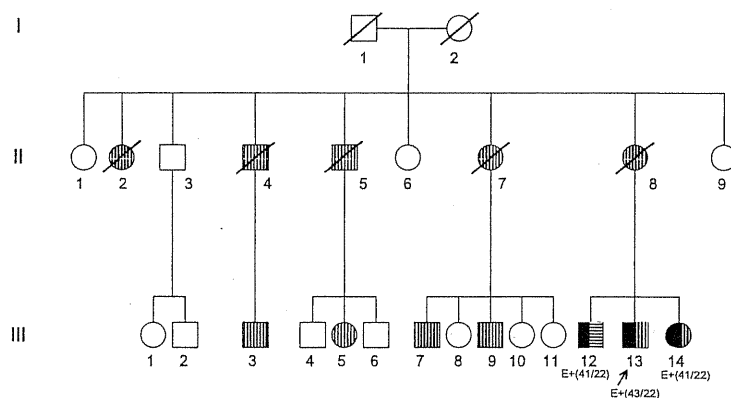 I
1 2
II
1 2 3 4 5 6 7 8 9
III
1 2 3 4 5 6 7 8 9 10 11 12 13 14
E+(41/22) E+(41/22)
E+(43/22)